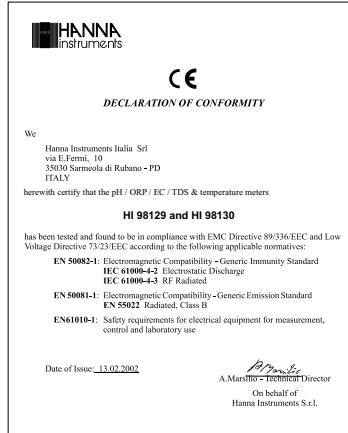 HANNA
instruments
CE
DECLARATION OF CONFORMITY
We
Hanna Instruments Italia Srl
via E.Fermi, 10
35030 Sarmeola di Rubano - PD
ITALY
herewith certify that the pH / ORP / EC / TDS & temperature meters
HI 98129 and HI 98130
has been tested and found to be in compliance with EMC Directive 89/336/EEC and Low
Voltage Directive 73/23/EEC according to the following applicable normatives:
EN 50082-1: Electromagnetic Compatibility - Generic Immunity Standard
IEC 61000-4-2 Electrostatic Discharge
IEC 61000-4-3 RF Radiated
EN 50081-1: Electromagnetic Compatibility - Generic Emission Standard
EN 55022 Radiated, Class B
EN61010-1: Safety requirements for electrical equipment for measurement,
control and laboratory use
Date of Issue: 13.02.2002
A.Marsilio - Technical Director
On behalf of
Hanna Instruments S.r.l.